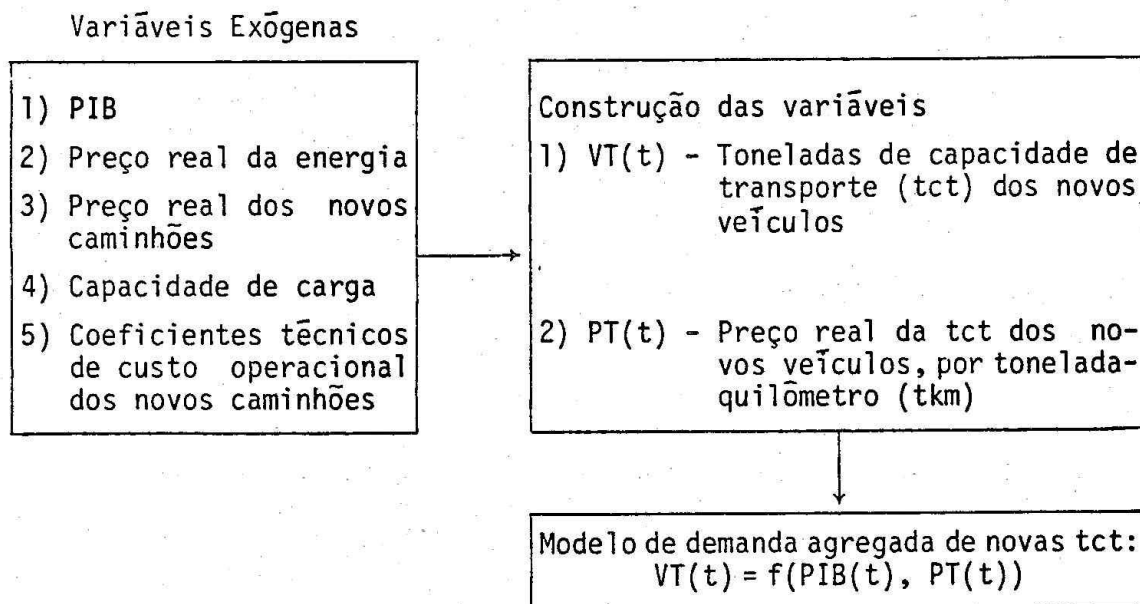 Variáveis Exógenas
1) PIB
2) Preço real da energia
3) Preço real dos novos
caminhões
4) Capacidade de carga
5) Coeficientes técnicos
de custo operacional
dos novos caminhões
Construção das variáveis
1) VT(t) - Toneladas de capacidade de
transporte (tct) dos novos
veículos
2) PT(t) - Preço real da tct dos no-
vos veículos, por tonelada-
quilômetro (tkm)
Modelo de demanda agregada de novas tct:
VT(t) = f(PIB(t), PT(t))